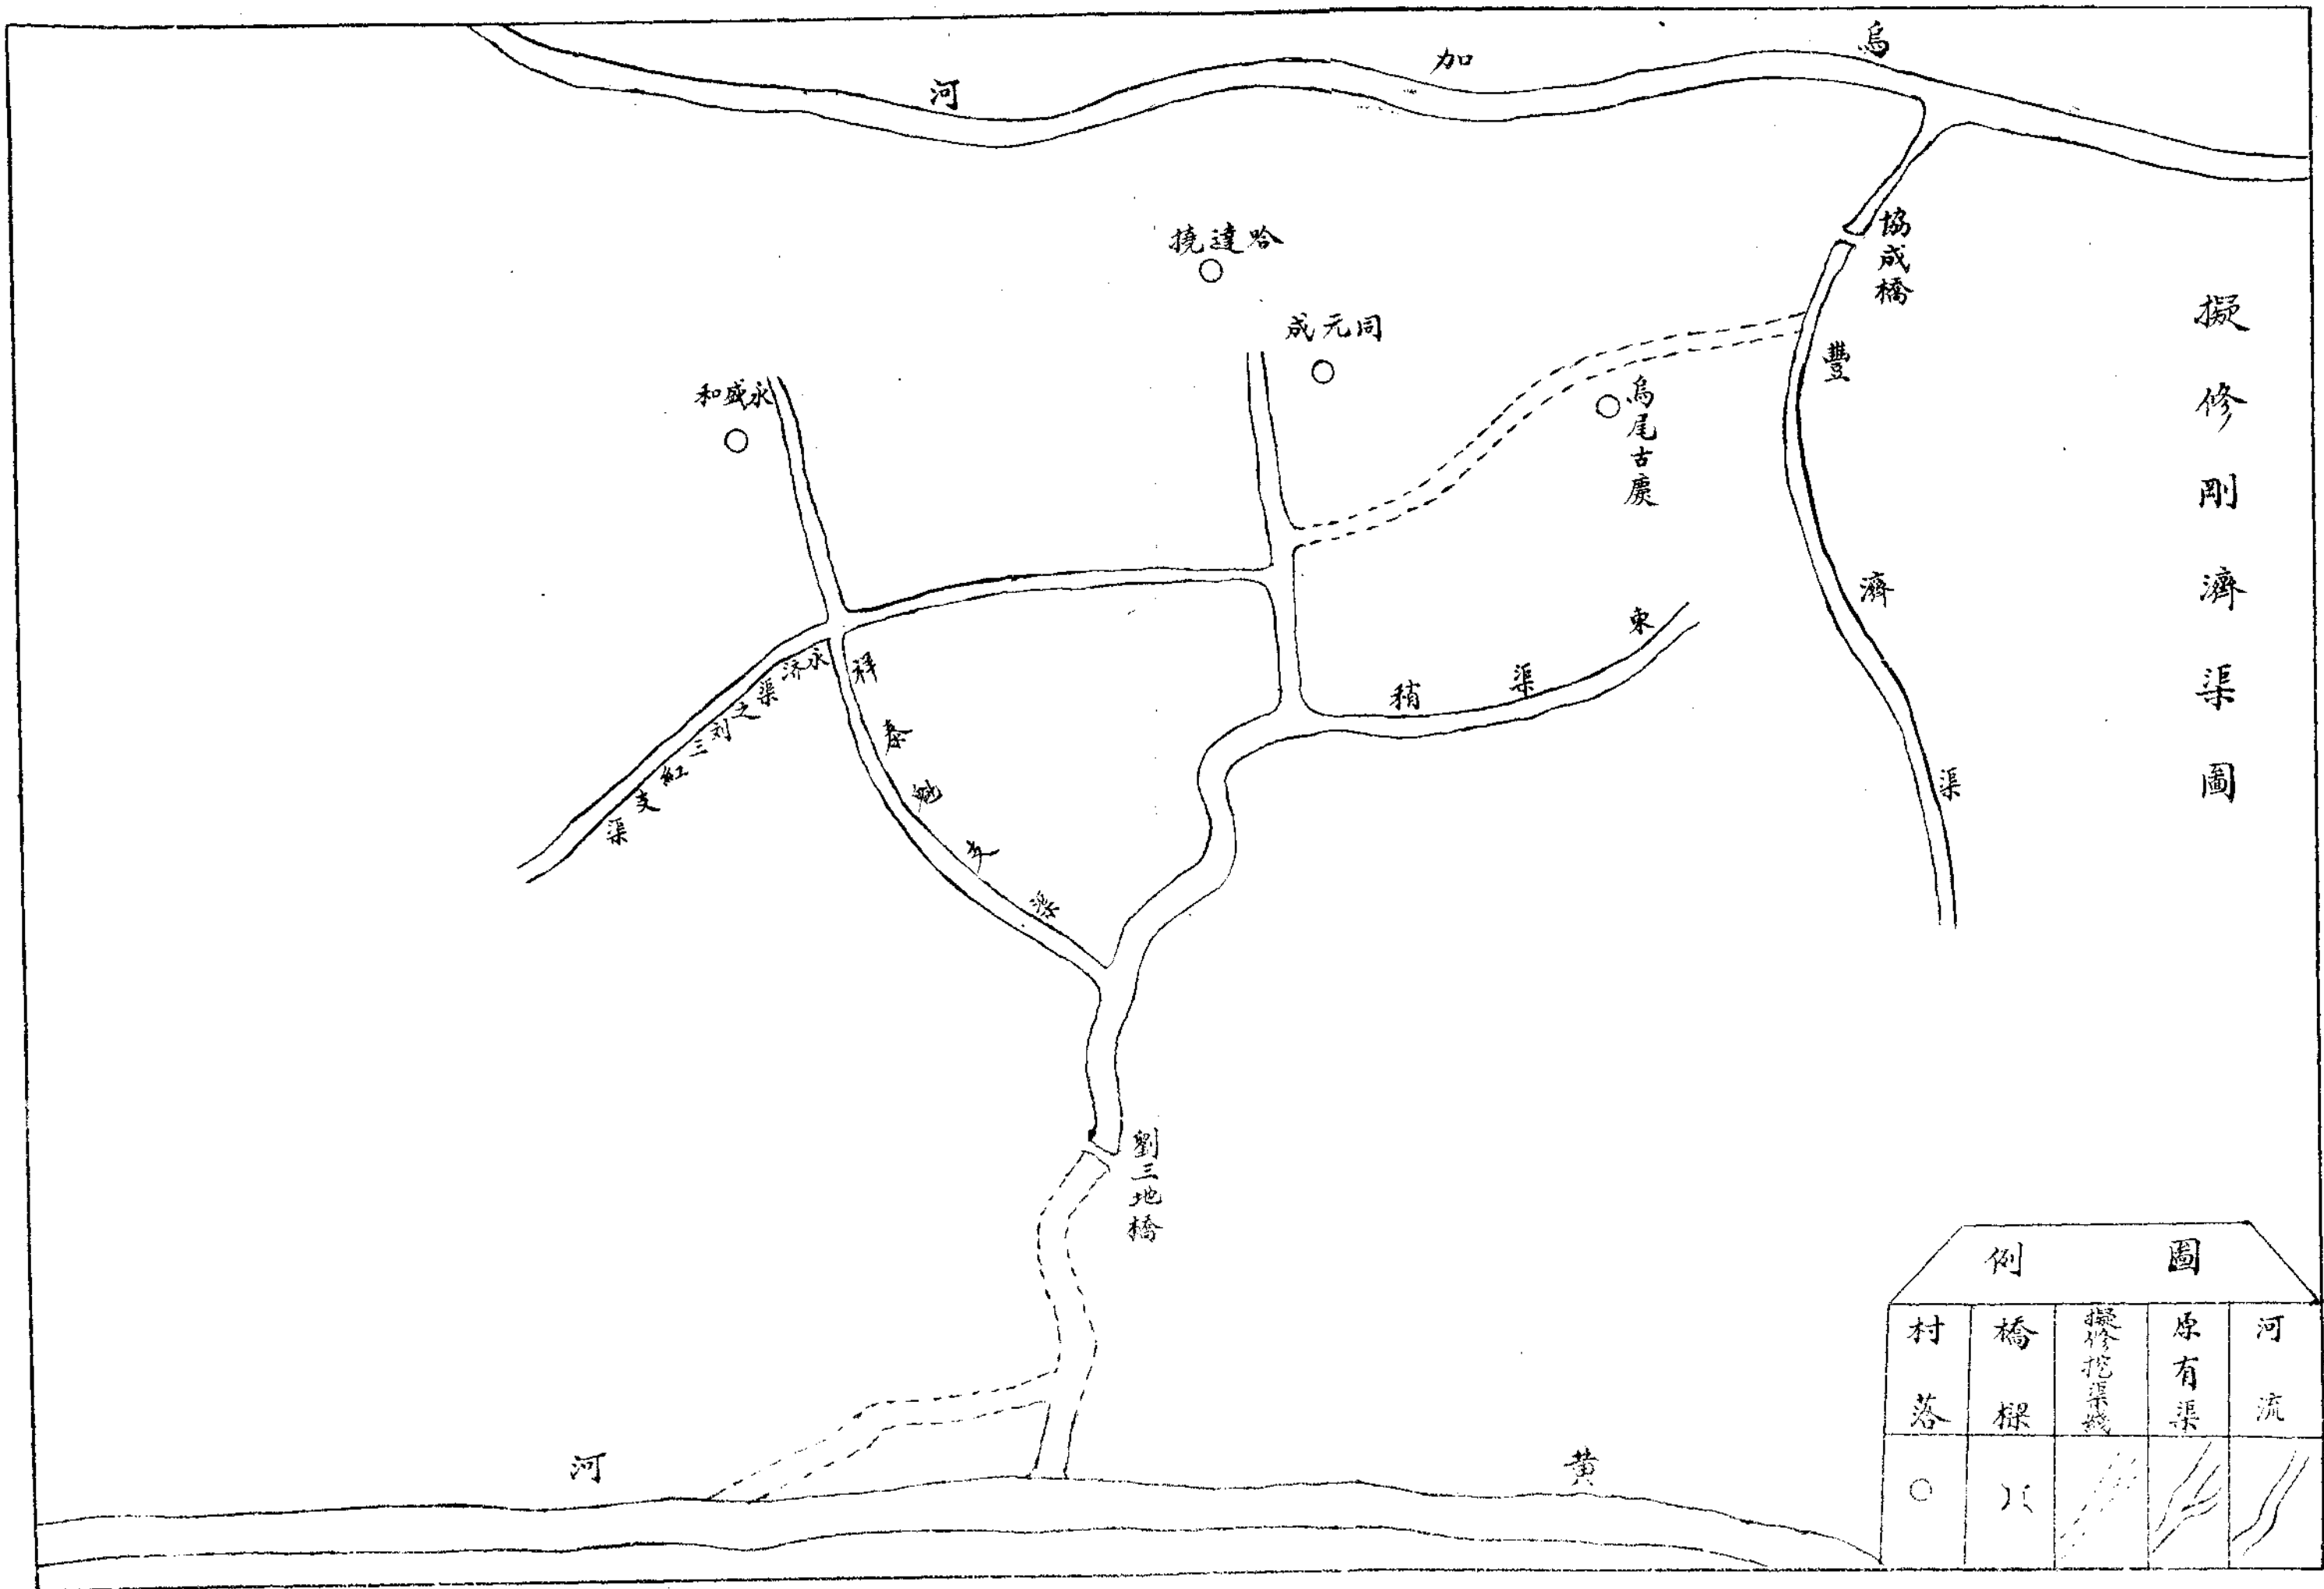 擬修剛濟渠圖
烏加河
協成橋
豐濟渠
哈達撓
同元成
烏尾古慶
永盛和
東渠稍
永济渠之刘三紅支渠
祥泰魁支渠
劉三地橋
黃河
圖例
河流
原有渠
擬修挖渠綫
橋樑
村落